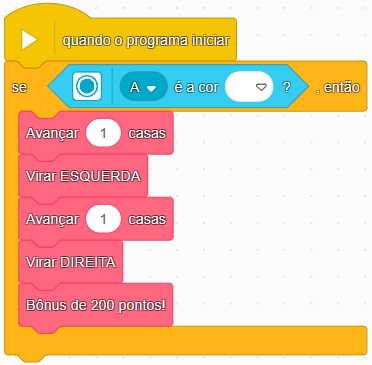 quando o programa iniciar
se A é a cor ? , então
Avançar 1 casas
Virar ESQUERDA
Avançar 1 casas
Virar DIREITA
Bônus de 200 pontos!